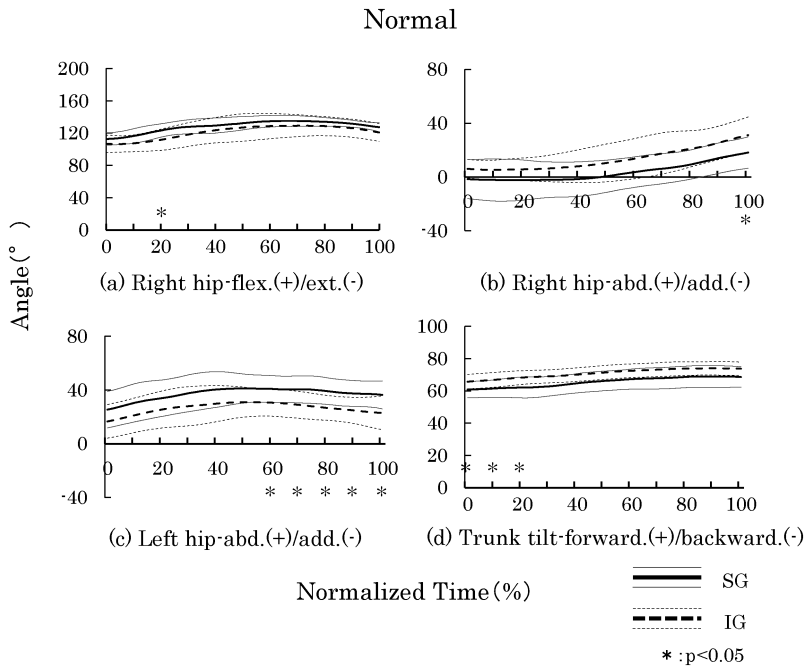 Normal
Angle(°)
200
160
120
80
40
0
0 20 40 60 80 100
*
(a) Right hip-flex.(+)/ext.(-)
80
40
0
-40
0 20 40 60 80 100
*
(b) Right hip-abd.(+)/add.(-)
80
40
0
-40
0 20 40 60 80 100
* * * * *
(c) Left hip-abd.(+)/add.(-)
100
80
60
40
20
0
* * *
0 20 40 60 80 100
(d) Trunk tilt-forward.(+)/backward.(-)
Normalized Time(%)
SG
IG
* :p<0.05